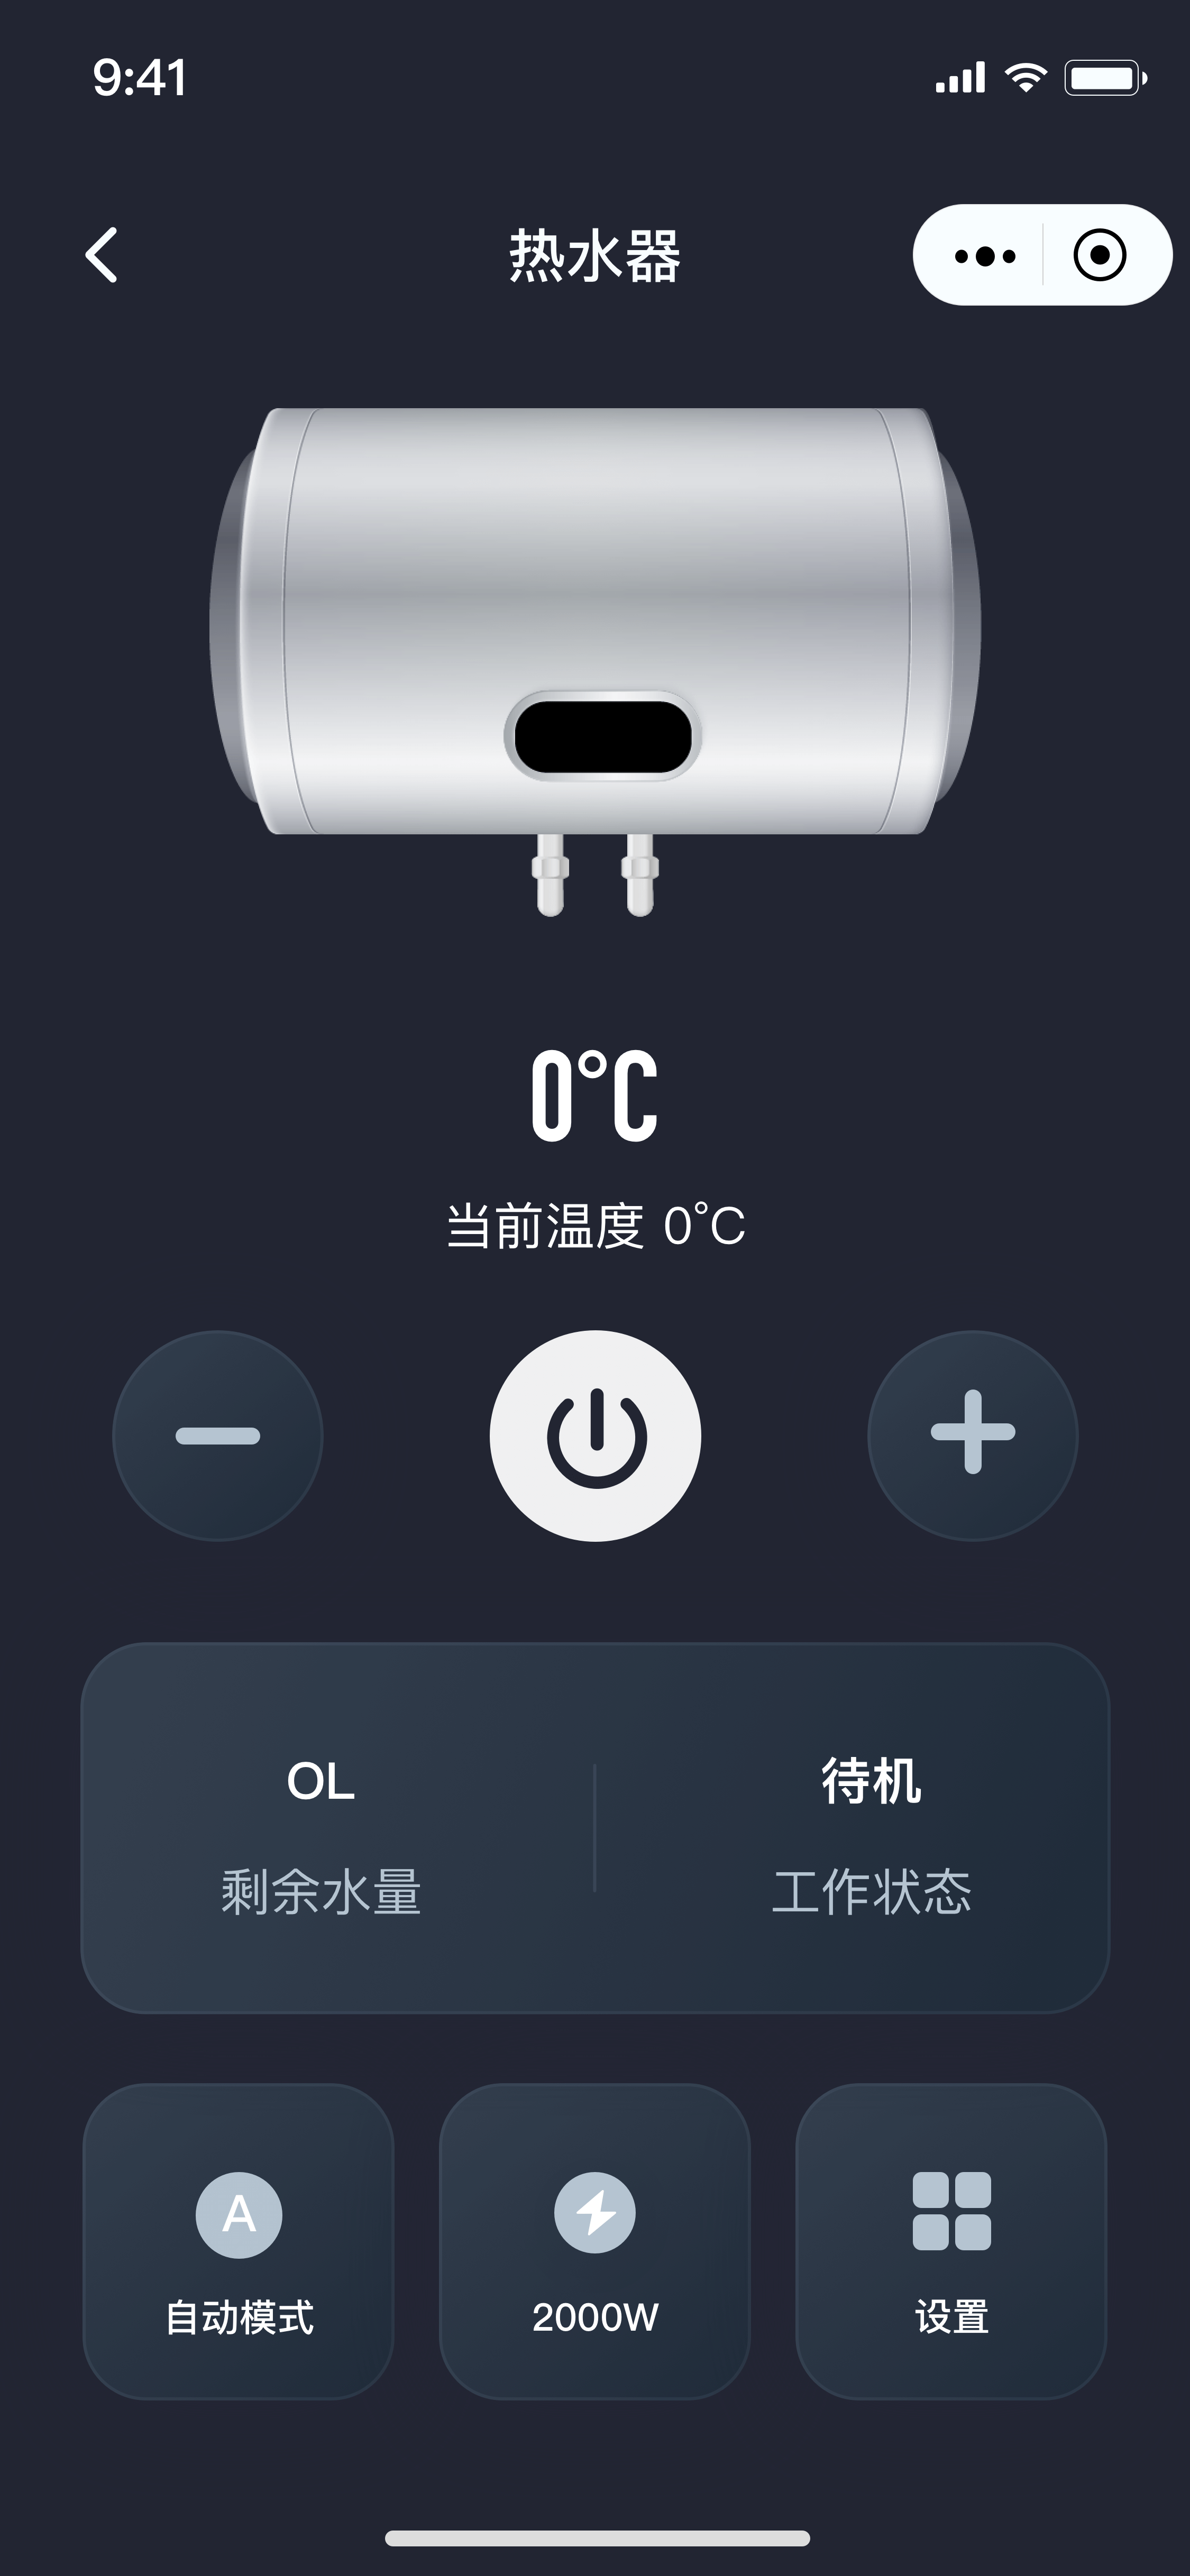 9:41
热水器
0°C
当前温度 0°C
OL
待机
剩余水量
工作状态
A
自动模式
2000W
设置